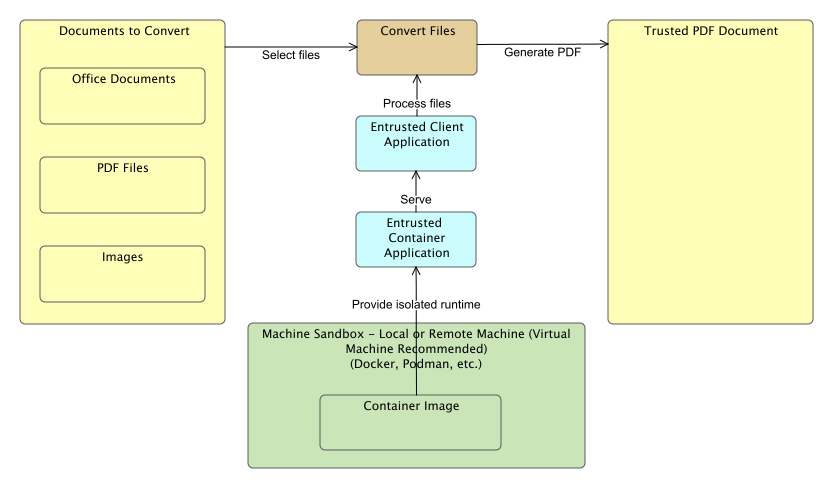 Documents to Convert
Office Documents
PDF Files
Images
Select files
Convert Files
Generate PDF
Trusted PDF Document
Process files
Entrusted Client
Application
Serve
Entrusted
Container
Application
Provide isolated runtime
Machine Sandbox - Local or Remote Machine (Virtual
Machine Recommended)
(Docker, Podman, etc.)
Container Image